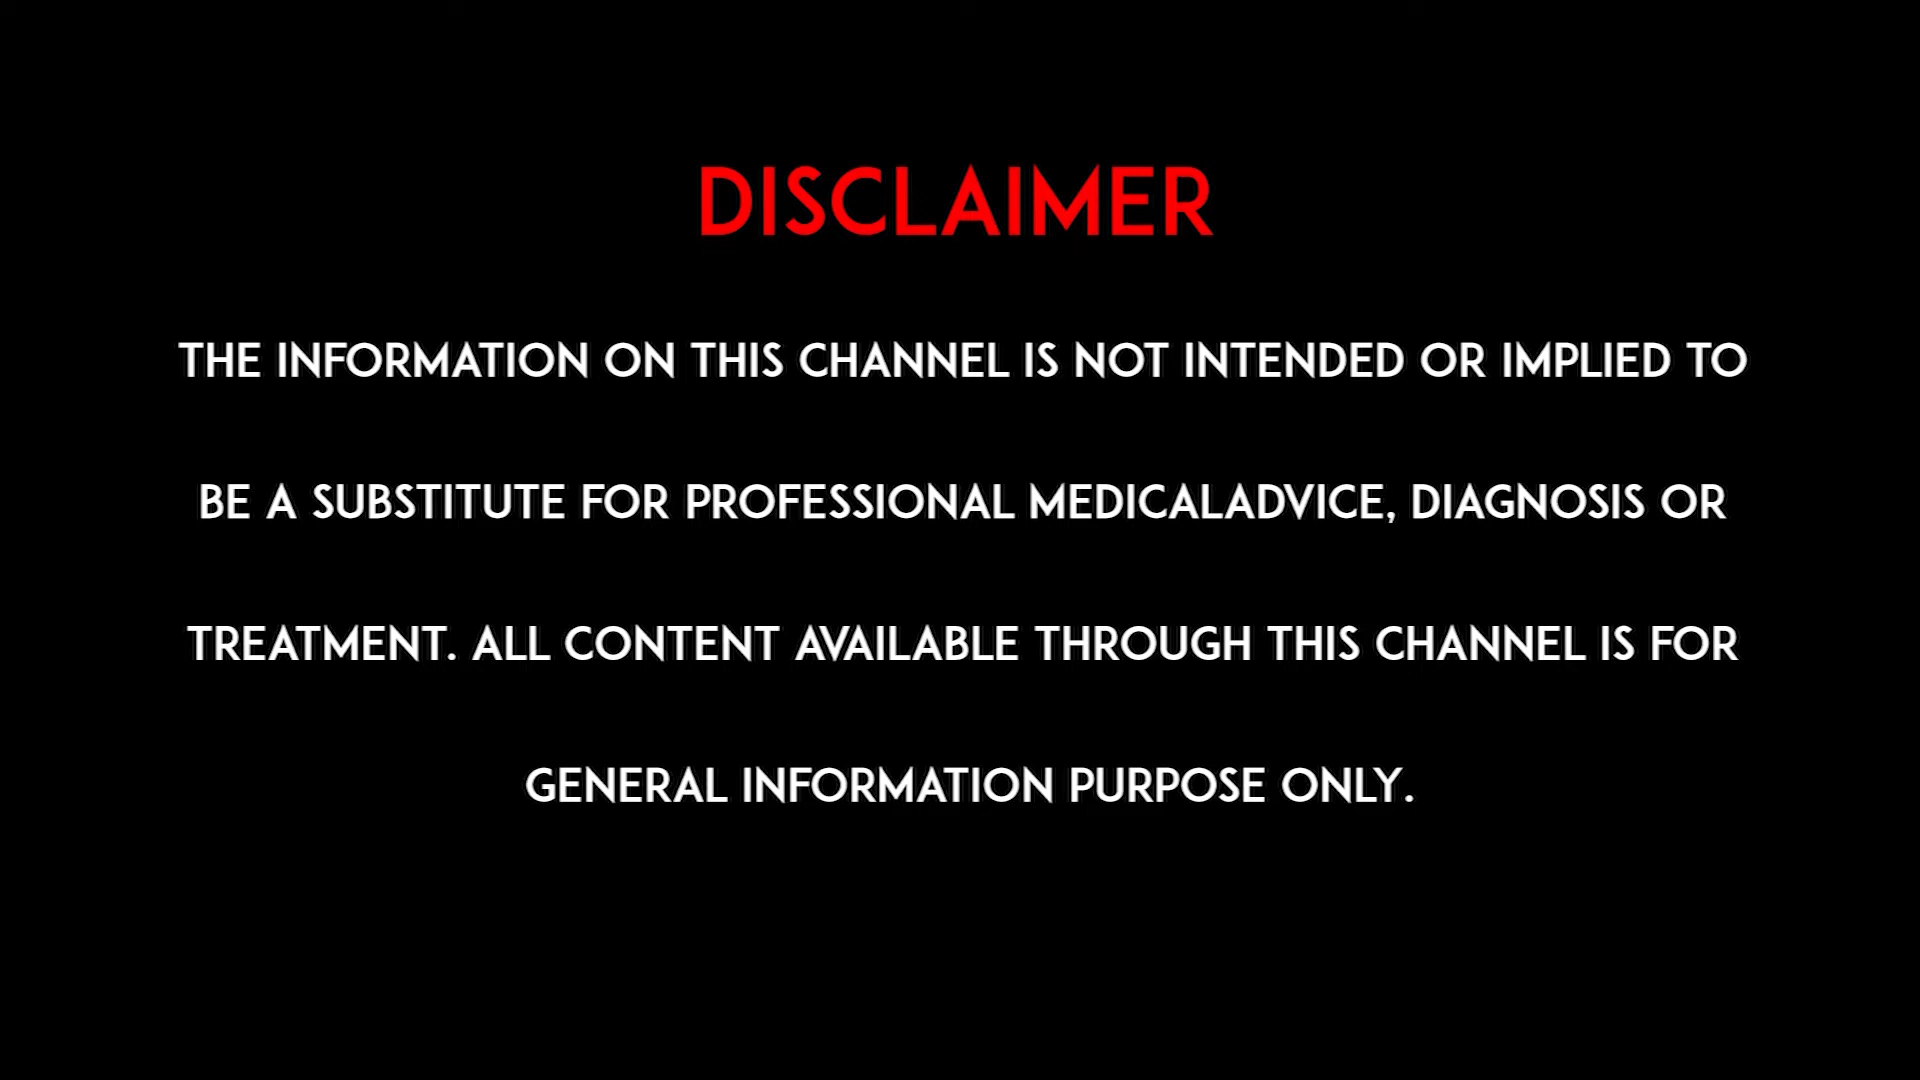 DISCLAIMER
THE INFORMATION ON THIS CHANNEL IS NOT INTENDED OR IMPLIED TO
BE A SUBSTITUTE FOR PROFESSIONAL MEDICALADVICE, DIAGNOSIS OR
TREATMENT. ALL CONTENT AVAILABLE THROUGH THIS CHANNEL IS FOR
GENERAL INFORMATION PURPOSE ONLY.